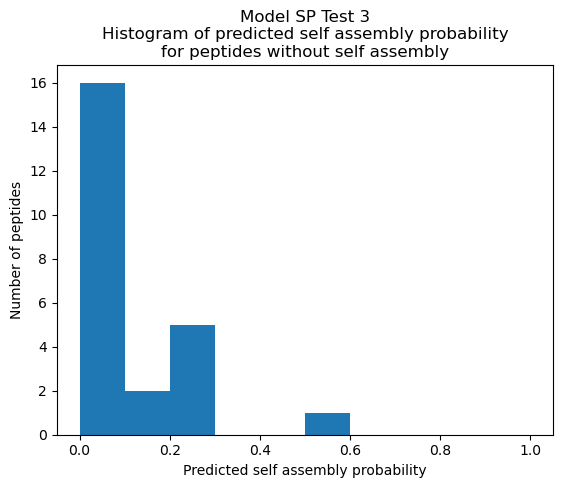 Model SP Test 3
Histogram of predicted self assembly probability
for peptides without self assembly
16
14
12
10
8
6
4
2
0
Number of peptides
0.0 0.2 0.4 0.6 0.8 1.0
Predicted self assembly probability